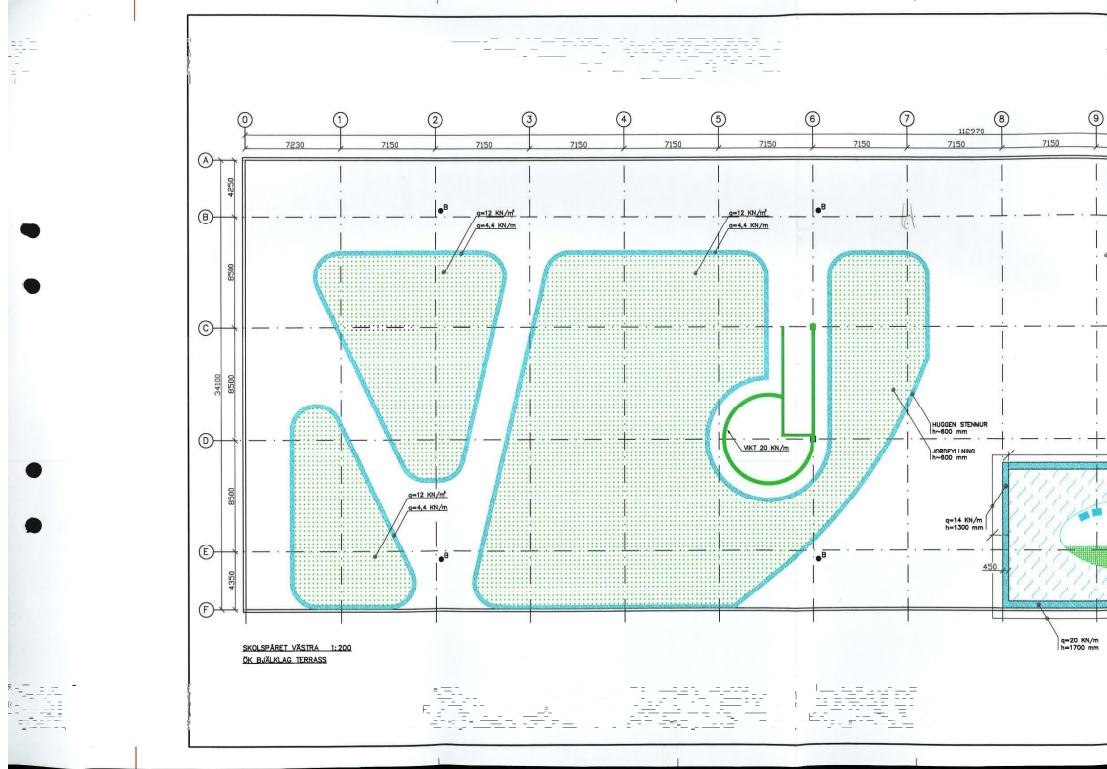 0 1 2 3 4 5 6 7 8 9
112970
7230 7150 7150 7150 7150 7150 7150 7150 7150
A
4250
B
8500
C
34100
8500
D
8500
E
4350
F
B
B
q=12 KN/m²
q=4,4 KN/m
q=12 KN/m²
q=4,4 KN/m
HUGGEN STENMUR
h~600 mm
JORDFYLLNING
h~600 mm
VIKT 20 KN/m
q=12 KN/m²
q=4,4 KN/m
q=14 KN/m
h=1300 mm
450
B
B
q=20 KN/m
h=1700 mm
SKOLSPÅRET VÄSTRA 1:200
ÖK BJÄLKLAG TERRASS